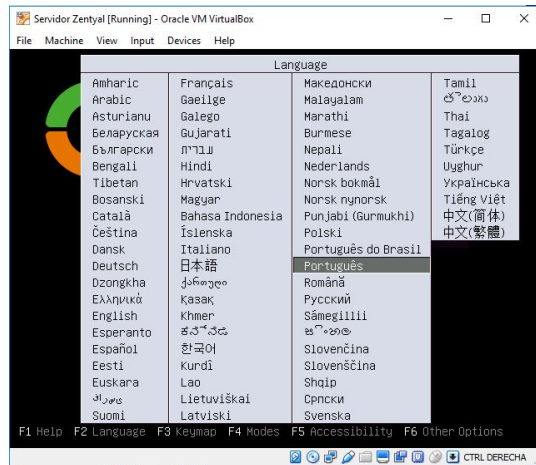 Servidor Zentyal [Running] - Oracle VM VirtualBox
File Machine View Input Devices Help
Language
Amharic Français Македонски Tamil
Arabic Gaeilge Malayalam తెలుగు
Asturianu Galego Marathi Thai
Беларуская Gujarati Burmese Tagalog
Български עברית Nepali Türkçe
Bengali Hindi Nederlands Uyghur
Tibetan Hrvatski Norsk bokmål Українська
Bosanski Magyar Norsk nynorsk Tiếng Việt
Català Bahasa Indonesia Punjabi (Gurmukhi) 中文(简体)
Čeština Íslenska Polski 中文(繁體)
Dansk Italiano Português do Brasil
Deutsch 日本語 Português
Dzongkha ქართული Română
Ελληνικά Қазақ Русский
English Khmer Sámegillii
Esperanto ಕನ್ನಡ සිංහල
Español 한국어 Slovenčina
Eesti Kurdî Slovenščina
Euskara Lao Shqip
Lietuviškai Српски
Suomi Latviski Svenska
F1 Help F2 Language F3 Keymap F4 Modes F5 Accessibility F6 Other Options
CTRL DERECHA